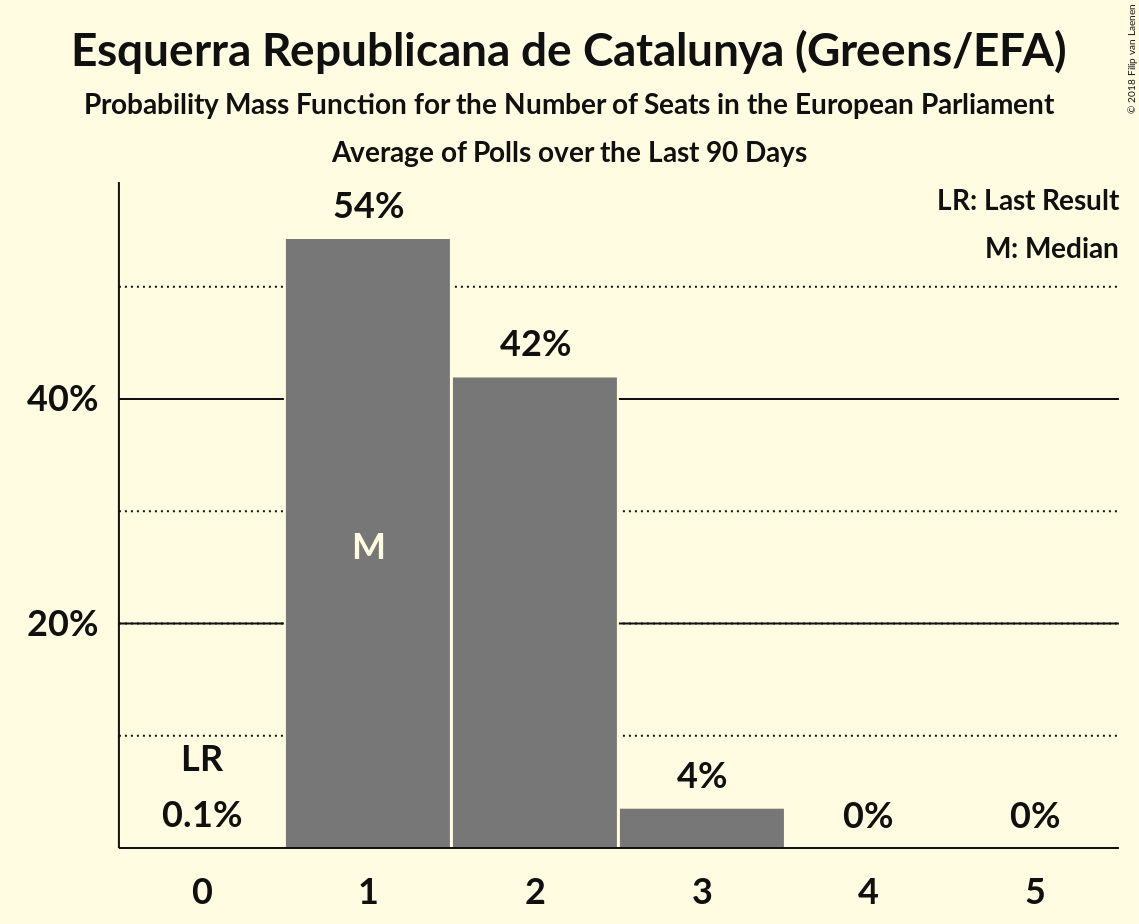 Esquerra Republicana de Catalunya (Greens/EFA)
Probability Mass Function for the Number of Seats in the European Parliament
Average of Polls over the Last 90 Days
© 2018 Filip van Laenen
LR: Last Result
M: Median
54%
42%
40%
M
20%
LR
0.1%
4%
0%
0%
0 1 2 3 4 5